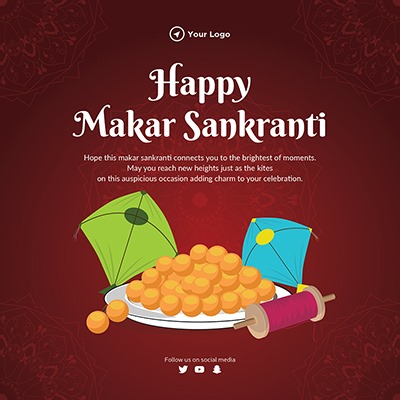 Your Logo
Happy
Makar Sankranti
Hope this makar sankranti connects you to the brightest of moments.
May you reach new heights just as the kites
on this auspicious occasion adding charm to your celebration.
Follow us on social media